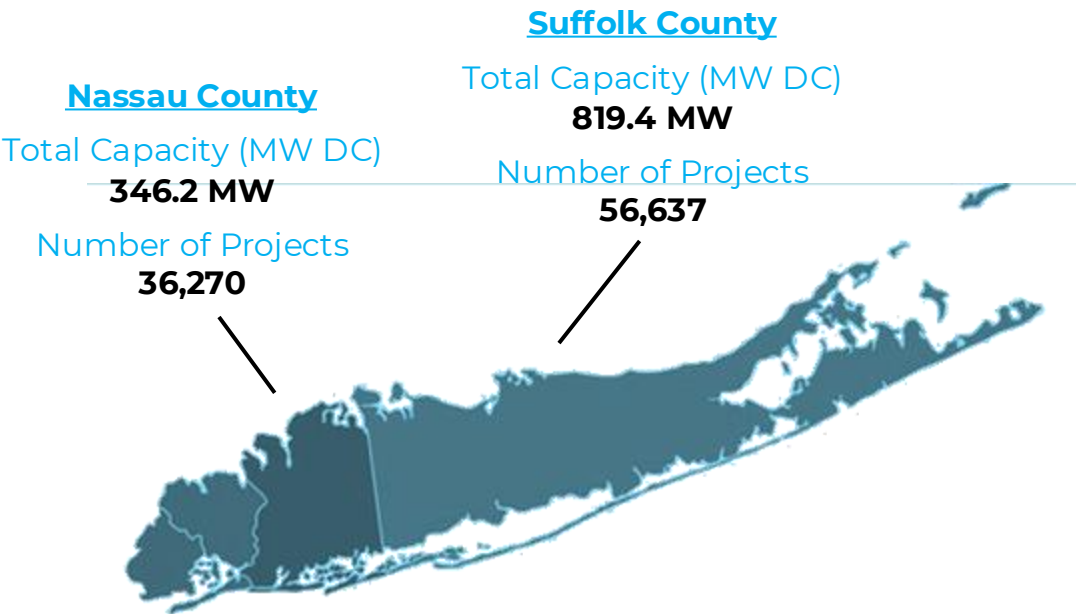 Nassau County
Total Capacity (MW DC)
346.2 MW
Number of Projects
36,270
Suffolk County
Total Capacity (MW DC)
819.4 MW
Number of Projects
56,637